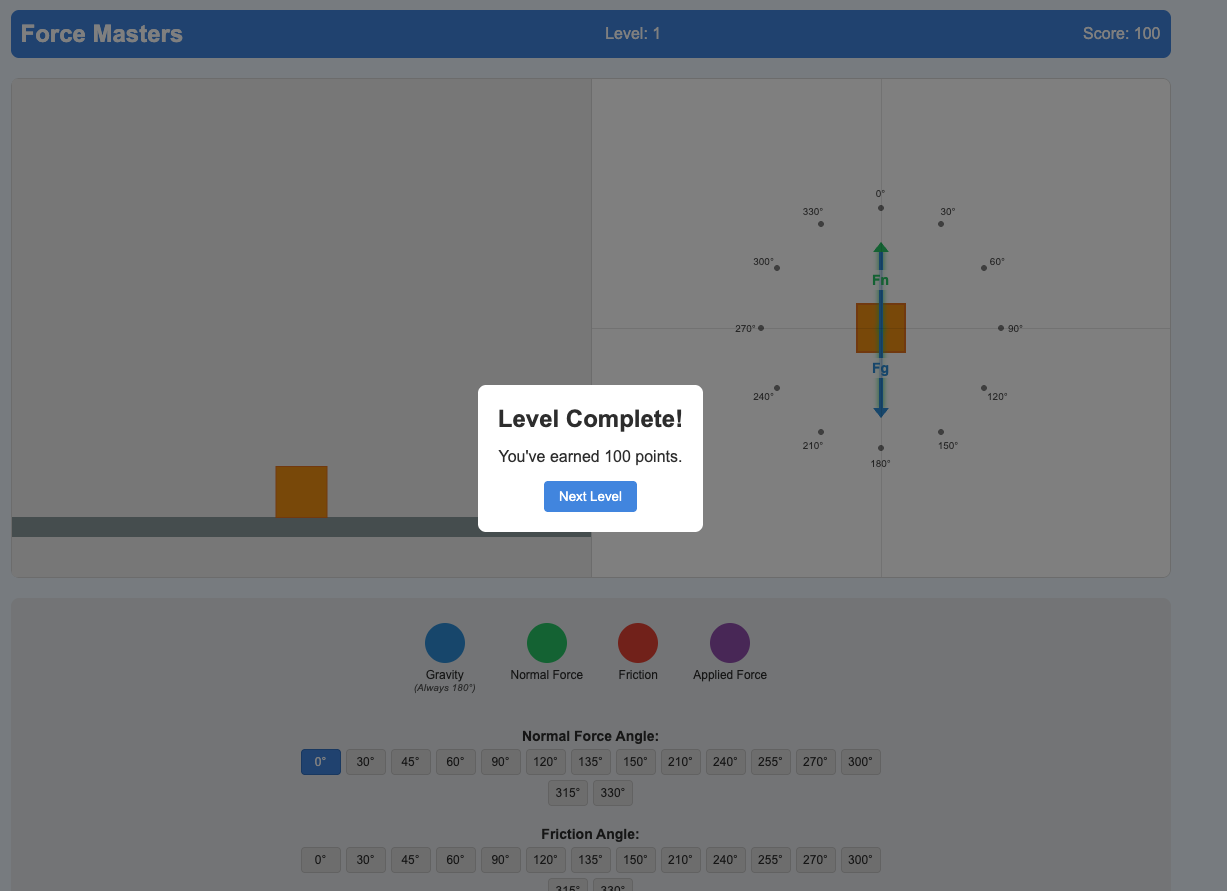 Force Masters
Level: 1
Score: 100
0°
330°
30°
300°
60°
Fn
270°
90°
Fg
240°
120°
210°
150°
180°
Level Complete!
You've earned 100 points.
Next Level
Gravity
(Always 180°)
Normal Force
Friction
Applied Force
Normal Force Angle:
0° 30° 45° 60° 90° 120° 135° 150° 210° 240° 255° 270° 300°
315° 330°
Friction Angle:
0° 30° 45° 60° 90° 120° 135° 150° 210° 240° 255° 270° 300°
315° 330°